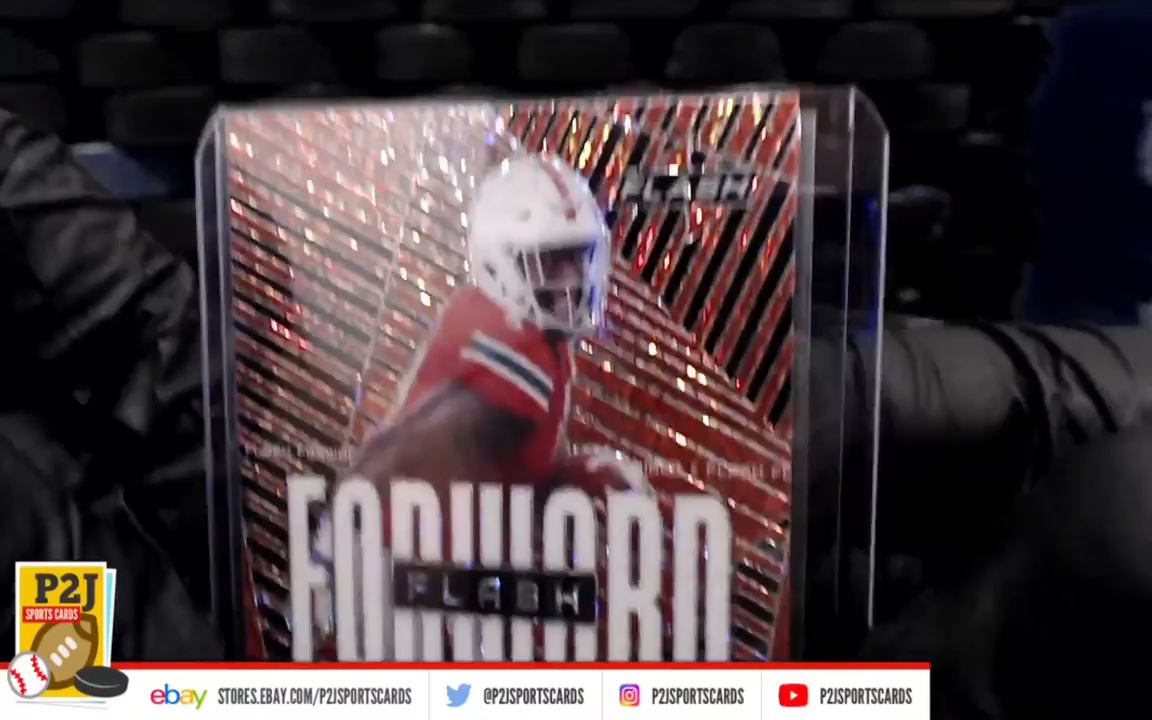 FLASH
FORWARD
FLASH
P2J
SPORTS CARDS
ebay STORES.EBAY.COM/P2JSPORTSCARDS
@P2JSPORTSCARDS
P2JSPORTSCARDS
P2JSPORTSCARDS